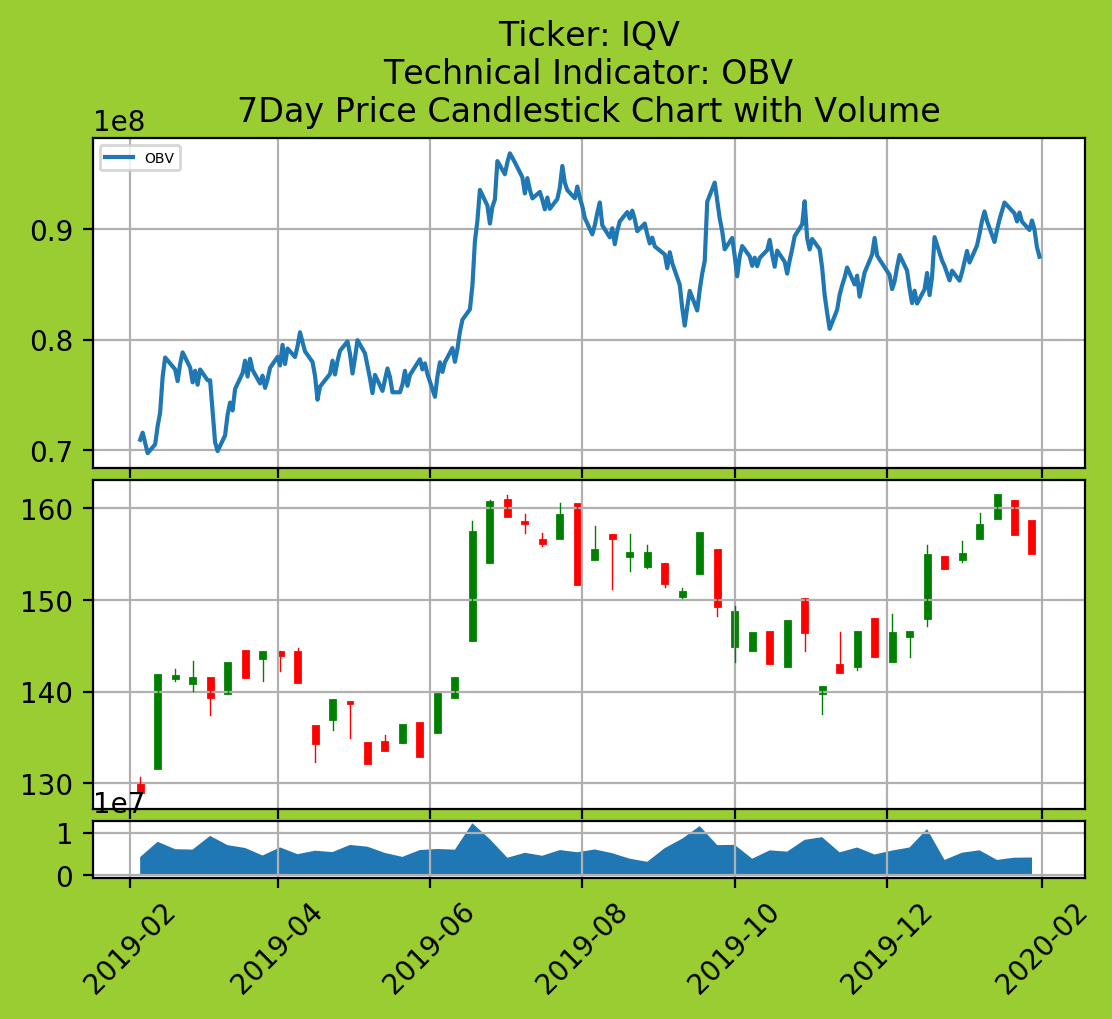 Ticker: IQV
Technical Indicator: OBV
7Day Price Candlestick Chart with Volume
1e8
OBV
0.9
0.8
0.7
160
150
140
130
1e7
1
0
2019-02
2019-04
2019-06
2019-08
2019-10
2019-12
2020-02